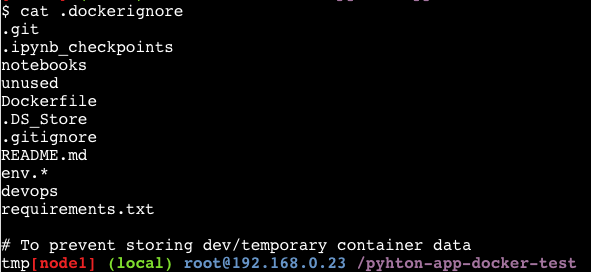 $ cat .dockerignore
.git
.ipynb_checkpoints
notebooks
unused
Dockerfile
.DS_Store
.gitignore
README.md
env.*
devops
requirements.txt
# To prevent storing dev/temporary container data
tmp[node1] (local) root@192.168.0.23 /pyhton-app-docker-test